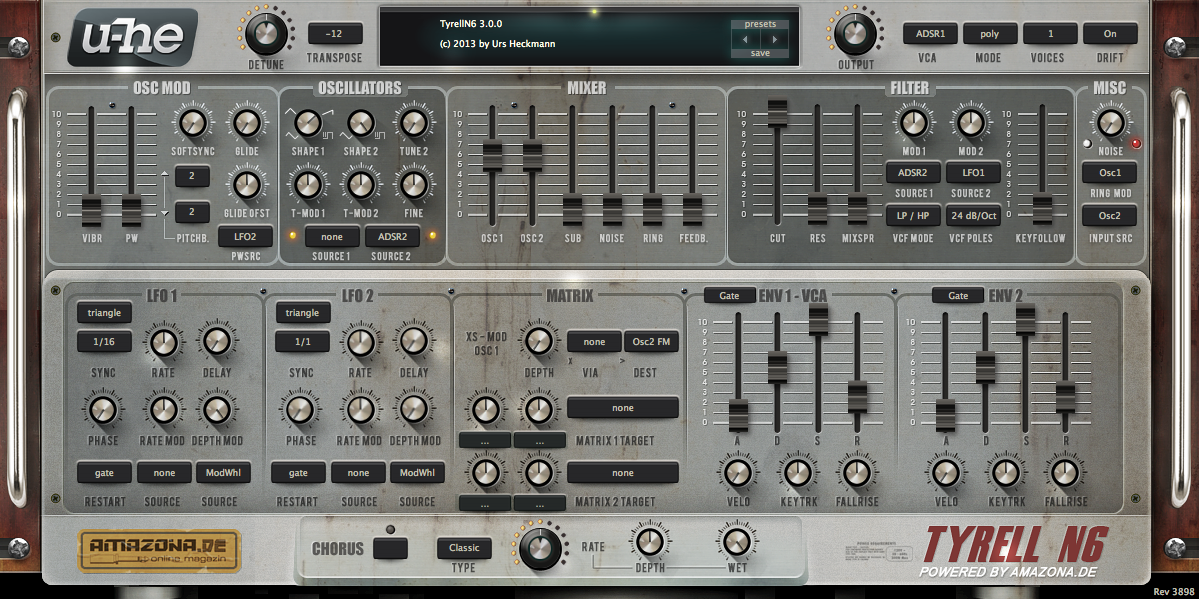 u-he
DETUNE
-12
TRANSPOSE
TyrellN6 3.0.0
(c) 2013 by Urs Heckmann
presets
save
OUTPUT
ADSR1
VCA
poly
MODE
1
VOICES
On
DRIFT
OSC MOD
10
9
8
7
6
5
4
3
2
1
0
VIBR
PW
SOFTSYNC
GLIDE
2
2
PITCHB.
GLIDE OFST
LFO2
PWSRC
OSCILLATORS
SHAPE 1
SHAPE 2
TUNE 2
T-MOD 1
T-MOD 2
FINE
none
ADSR2
SOURCE 1
SOURCE 2
MIXER
10
9
8
7
6
5
4
3
2
1
0
OSC 1
OSC 2
SUB
NOISE
RING
FEEDB.
FILTER
10
9
8
7
6
5
4
3
2
1
0
CUT
RES
MIXSPR
MOD 1
MOD 2
ADSR2
LFO1
SOURCE 1
SOURCE 2
LP / HP
24 dB/Oct
VCF MODE
VCF POLES
10
9
8
7
6
5
4
3
2
1
0
KEYFOLLOW
MISC
NOISE
Osc1
RING MOD
Osc2
INPUT SRC
LFO 1
triangle
1/16
SYNC
RATE
DELAY
PHASE
RATE MOD
DEPTH MOD
gate
none
ModWhl
RESTART
SOURCE
SOURCE
LFO 2
triangle
1/1
SYNC
RATE
DELAY
PHASE
RATE MOD
DEPTH MOD
gate
none
ModWhl
RESTART
SOURCE
SOURCE
MATRIX
XS - MOD
OSC 1
DEPTH
none
Osc2 FM
x
VIA
>
DEST
none
...
...
MATRIX 1 TARGET
none
...
...
MATRIX 2 TARGET
Gate
ENV 1 - VCA
10
9
8
7
6
5
4
3
2
1
0
A
D
S
R
VELO
KEYTRK
FALLRISE
Gate
ENV 2
10
9
8
7
6
5
4
3
2
1
0
A
D
S
R
VELO
KEYTRK
FALLRISE
AMAZONA.DE
online magazin
CHORUS
Classic
TYPE
RATE
DEPTH
WET
TYRELL N6
POWERED BY AMAZONA.DE
Rev 3898